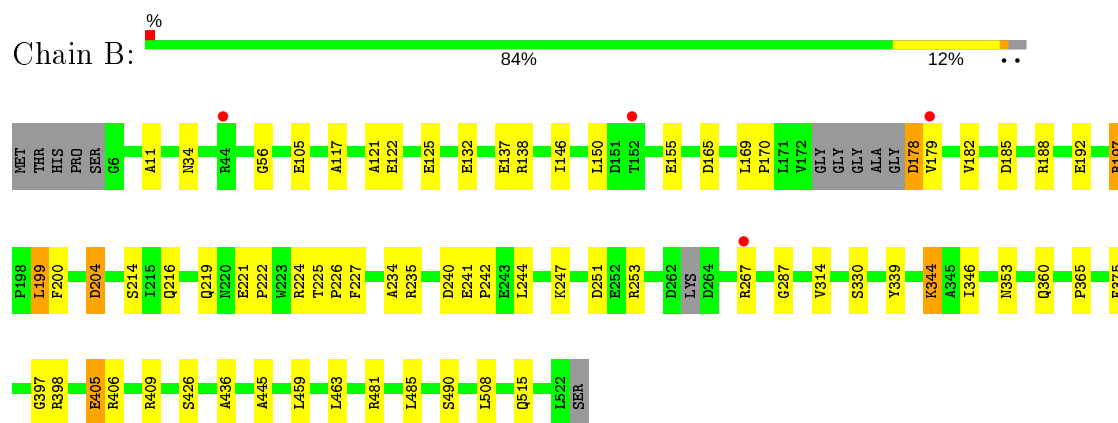 %
Chain B:
84% 12% • •
MET THR HIS PRO SER G6 A11 N34 R44 G56 E105 A117 A121 E122 E125 E132 E137 R138 I146 L150 D151 T152 E155 D165 L169 P170 L171 V172 GLY GLY GLY ALA GLY D178 V179 V182 D185 R188 E192 R197
P198 L199 F200 D204 S214 I215 Q216 Q219 N220 E221 P222 W223 R224 T225 P226 F227 A234 R235 D240 E241 P242 E243 L244 K247 D251 E252 R253 D262 LYS D264 R267 G287 V314 S330 Y339 K344 A345 I346 N353 Q360 P365
G397 R398 E405 R406 R409 S426 A436 A445 L459 L463 R481 L485 S490 L508 Q515 L522 SER